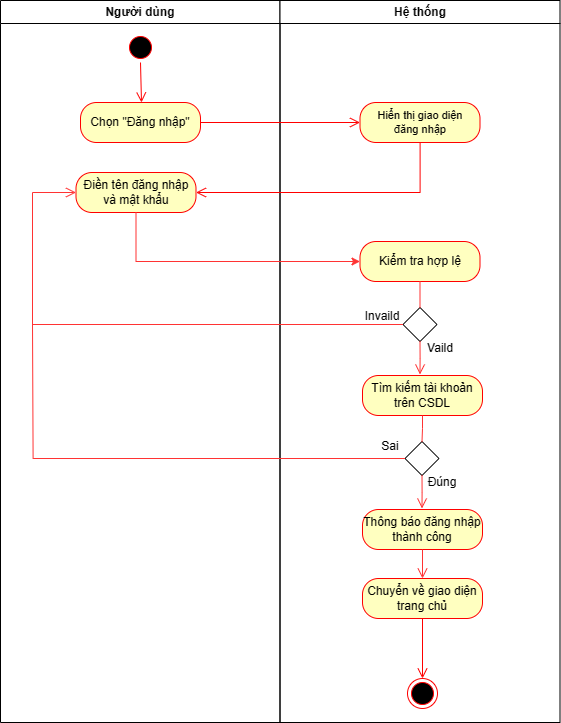 Người dùng
Hệ thống
Chọn "Đăng nhập"
Hiển thị giao diện
đăng nhập
Điền tên đăng nhập
và mật khẩu
Kiểm tra hợp lệ
Invaild
Vaild
Tìm kiếm tài khoản
trên CSDL
Sai
Đúng
Thông báo đăng nhập
thành công
Chuyển về giao diện
trang chủ